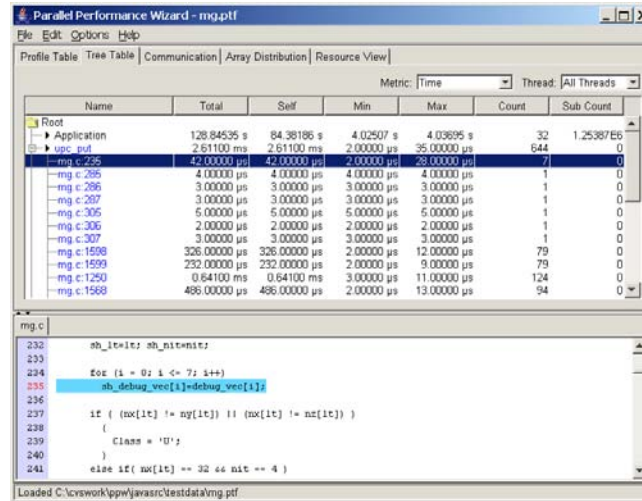 Parallel Performance Wizard - mg.ptf
File Edit Options Help
Profile Table Tree Table Communication Array Distribution Resource View
Metric: Time Thread: All Threads
Name Total Self Min Max Count Sub Count
Root
Application 128.84535 s 84.38186 s 4.02507 s 4.03695 s 32 1.25387E6
upc_put 2.61100 ms 2.61100 ms 2.00000 µs 35.00000 µs 644 0
mg.c:235 42.00000 µs 42.00000 µs 2.00000 µs 28.00000 µs 7 0
mg.c:285 4.00000 µs 4.00000 µs 4.00000 µs 4.00000 µs 1 0
mg.c:286 3.00000 µs 3.00000 µs 3.00000 µs 3.00000 µs 1 0
mg.c:287 3.00000 µs 3.00000 µs 3.00000 µs 3.00000 µs 1 0
mg.c:305 5.00000 µs 5.00000 µs 5.00000 µs 5.00000 µs 1 0
mg.c:306 2.00000 µs 2.00000 µs 2.00000 µs 2.00000 µs 1 0
mg.c:307 3.00000 µs 3.00000 µs 3.00000 µs 3.00000 µs 1 0
mg.c:1598 326.00000 µs 326.00000 µs 2.00000 µs 12.00000 µs 79 0
mg.c:1599 232.00000 µs 232.00000 µs 2.00000 µs 9.00000 µs 79 0
mg.c:1250 0.64100 ms 0.64100 ms 3.00000 µs 11.00000 µs 124 0
mg.c:1568 486.00000 µs 486.00000 µs 2.00000 µs 13.00000 µs 94 0
mg.c
232 sh_lt=lt; sh_nit=nit;
233
234 for (i = 0; i <= 7; i++)
235 sh_debug_vec[i]=debug_vec[i];
236
237 if ( (nx[lt] != ny[lt]) || (nx[lt] != nz[lt]) )
238 {
239 Class = 'U';
240 }
241 else if( nx[lt] == 32 && nit == 4 )
Loaded C:\cvswork\ppw\javasrc\testdata\mg.ptf